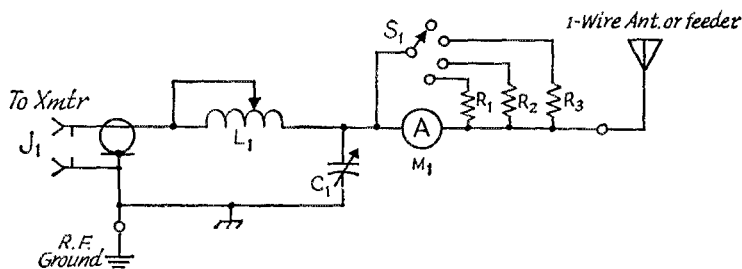 1-Wire Ant. or feeder
S1
To Xmtr
J1
L1
R1
R2
R3
A
M1
C1
R.F.
Ground